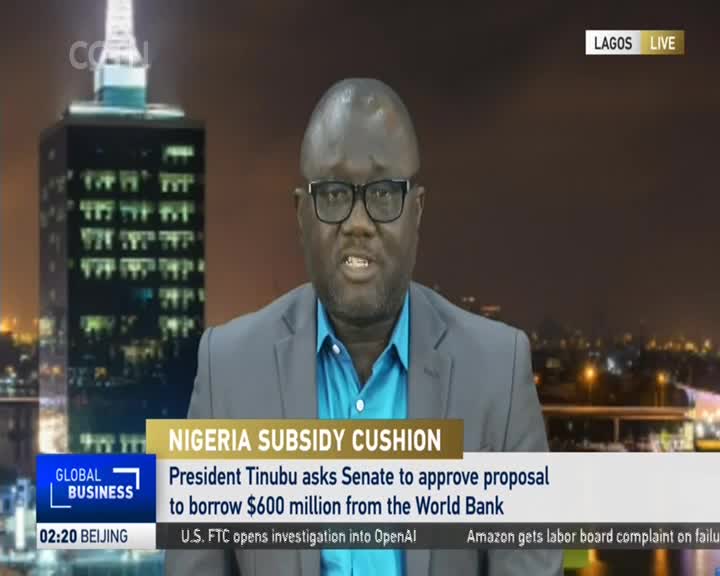 CGTN
LAGOS LIVE
NIGERIA SUBSIDY CUSHION
GLOBAL BUSINESS
President Tinubu asks Senate to approve proposal
to borrow $600 million from the World Bank
02:20 BEIJING
U.S. FTC opens investigation into OpenAI Amazon gets labor board complaint on failu